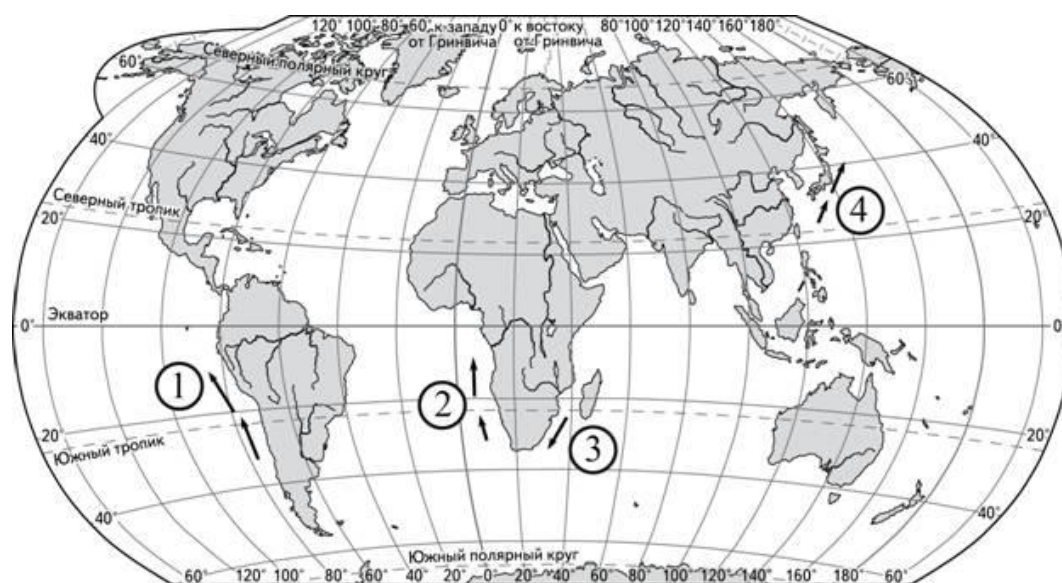 120° 100° 80° 60° к западу 0° к востоку 80° 100° 120° 140° 160° 180°
от Гринвича от Гринвича
Северный полярный круг
60° 60°
40° 40°
Северный тропик
4
20° 20°
Экватор
0° 0
1 2
3
20° 20°
Южный тропик
40° 40°
Южный полярный круг
60° 120° 100° 80° 60° 40° 20° 0 20° 40° 60° 80° 100° 120° 140° 160° 180° 60°